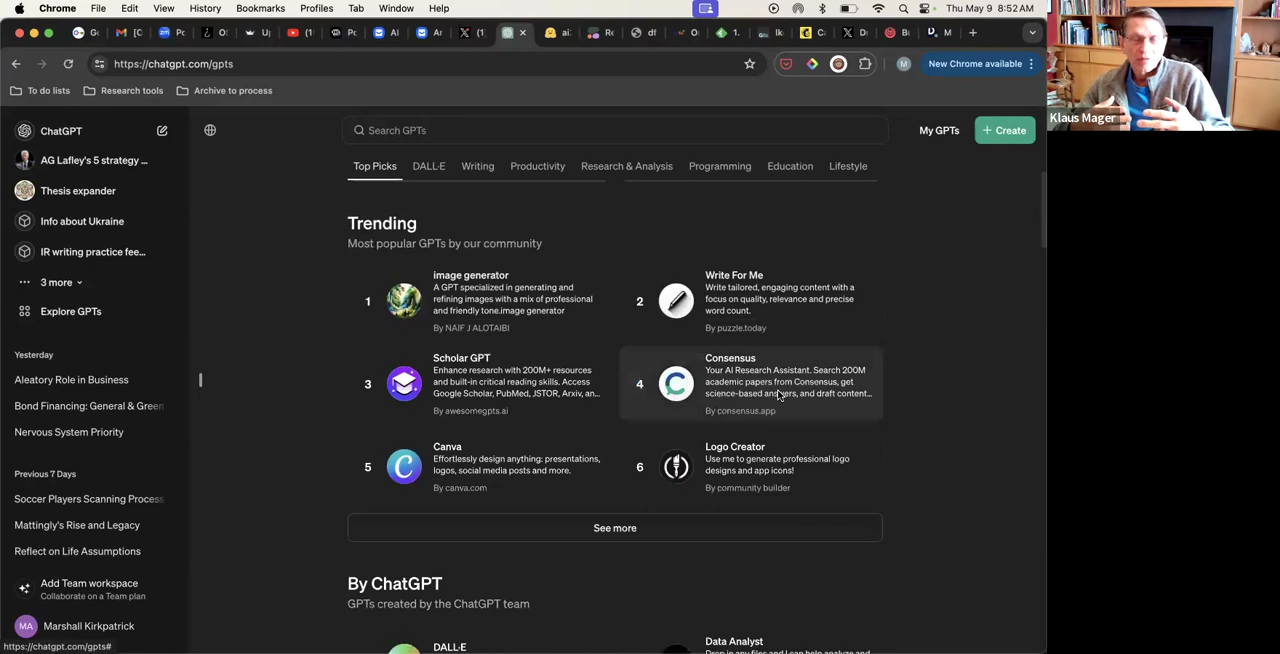 Chrome File Edit View History Bookmarks Profiles Tab Window Help Thu May 9 8:52 AM
https://chatgpt.com/gpts New Chrome available
To do lists Research tools Archive to process
Klaus Mager
ChatGPT
AG Lafley's 5 strategy ...
Thesis expander
Info about Ukraine
IR writing practice fee...
3 more
Explore GPTs
Yesterday
Aleatory Role in Business
Bond Financing: General & Green
Nervous System Priority
Previous 7 Days
Soccer Players Scanning Process
Mattingly's Rise and Legacy
Reflect on Life Assumptions
Add Team workspace
Collaborate on a Team plan
MA Marshall Kirkpatrick
https://chatgpt.com/gpts#
Search GPTs My GPTs + Create
Top Picks DALL·E Writing Productivity Research & Analysis Programming Education Lifestyle
Trending
Most popular GPTs by our community
1
image generator
A GPT specialized in generating and
refining images with a mix of professional
and friendly tone.image generator
By NAIF J ALOTAIBI
2
Write For Me
Write tailored, engaging content with a
focus on quality, relevance and precise
word count.
By puzzle.today
3
Scholar GPT
Enhance research with 200M+ resources
and built-in critical reading skills. Access
Google Scholar, PubMed, JSTOR, Arxiv, an...
By awesomegpts.ai
4
Consensus
Your AI Research Assistant. Search 200M
academic papers from Consensus, get
science-based answers, and draft content...
By consensus.app
5
Canva
Effortlessly design anything: presentations,
logos, social media posts and more.
By canva.com
6
Logo Creator
Use me to generate professional logo
designs and app icons!
By community builder
See more
By ChatGPT
GPTs created by the ChatGPT team
DALL·E
Data Analyst